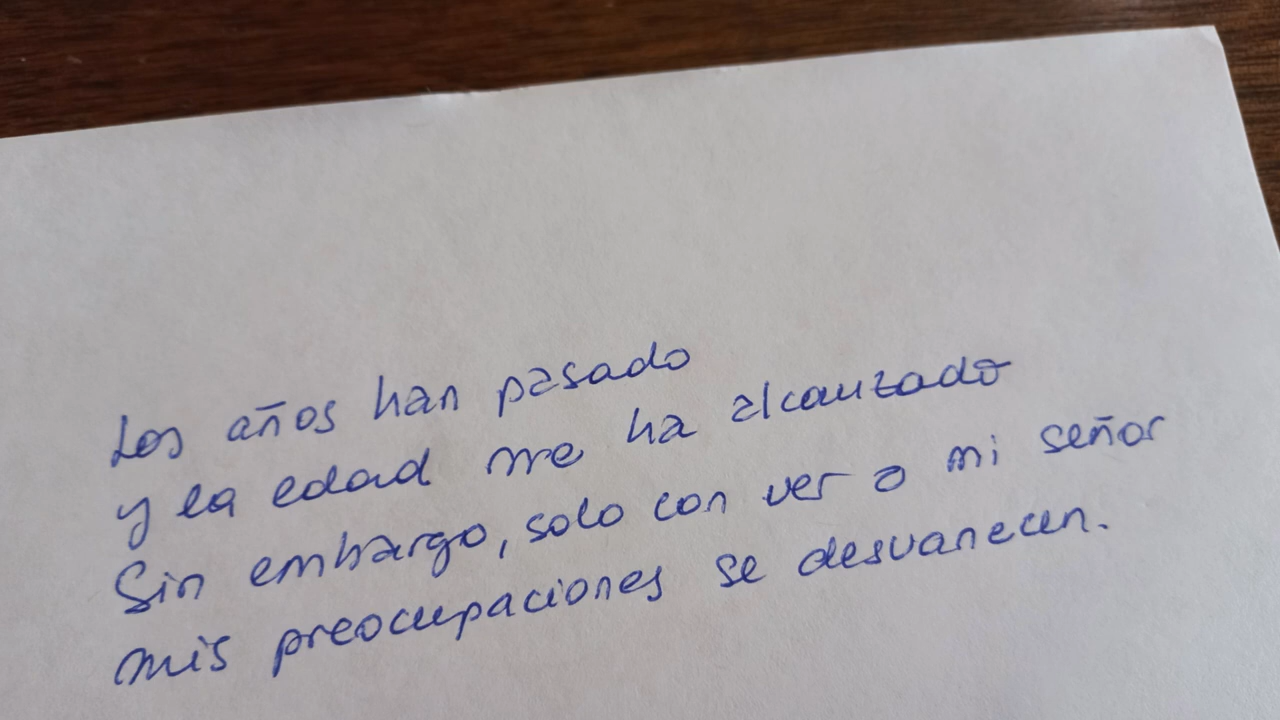 Los años han pasado
y la edad me ha alcanzado
Sin embargo, solo con ver a mi señor
mis preocupaciones se desvanecen.